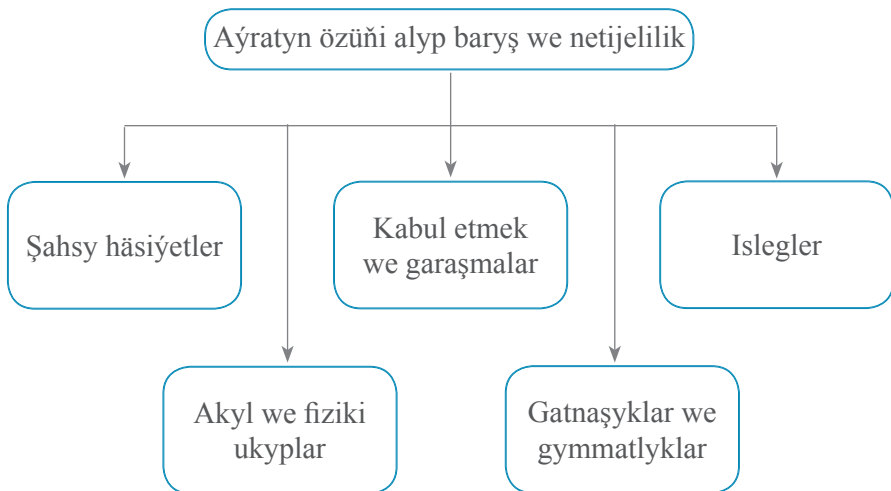 Aýratyn özüňi alyp baryş we netijelilik
Şahsy häsiýetler
Kabul etmek
we garaşmalar
Islegler
Akyl we fiziki
ukyplar
Gatnaşyklar we
gymmatlyklar